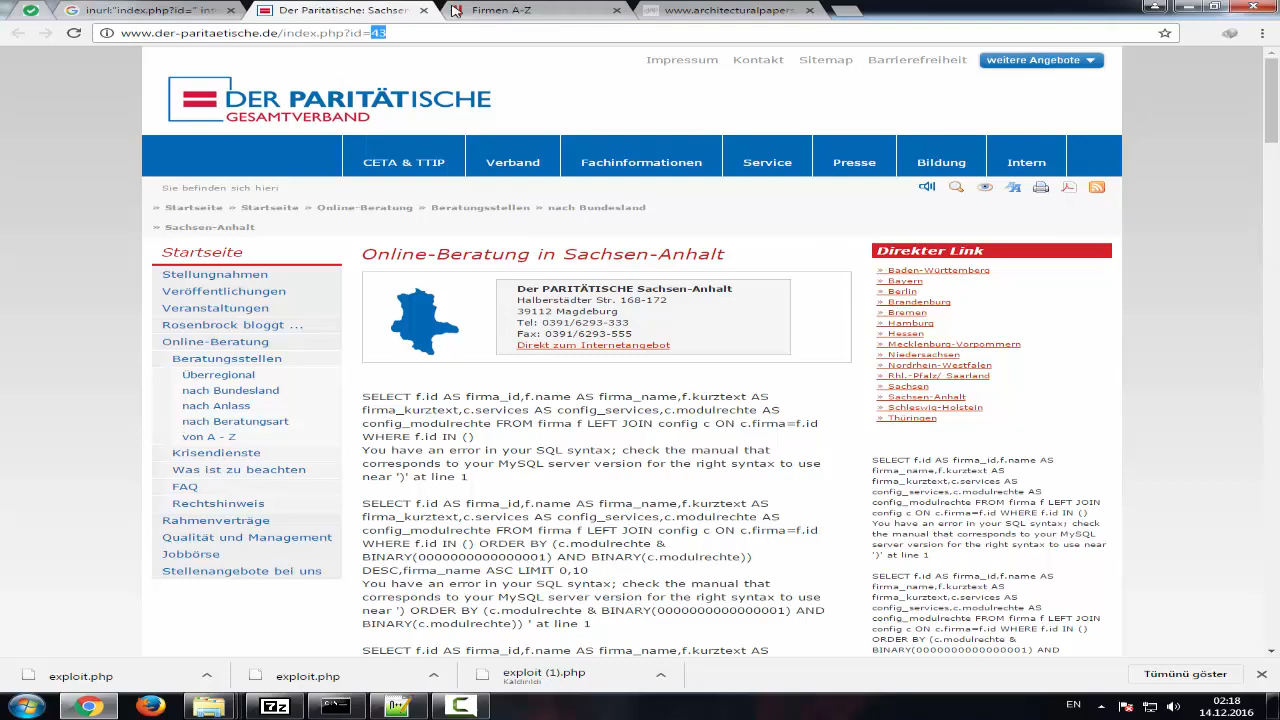 inurl:"index.php?id=" int
Der Paritätische: Sachsen
Firmen A-Z
www.architecturalpapers.
www.der-paritaetische.de/index.php?id=43
Impressum Kontakt Sitemap Barrierefreiheit weitere Angebote
DER PARITÄTISCHE
GESAMTVERBAND
CETA & TTIP Verband Fachinformationen Service Presse Bildung Intern
Sie befinden sich hier:
» Startseite » Startseite » Online-Beratung » Beratungsstellen » nach Bundesland
» Sachsen-Anhalt
Startseite
Stellungnahmen
Veröffentlichungen
Veranstaltungen
Rosenbrock bloggt ...
Online-Beratung
Beratungsstellen
Überregional
nach Bundesland
nach Anlass
nach Beratungsart
von A - Z
Krisendienste
Was ist zu beachten
FAQ
Rechtshinweis
Rahmenverträge
Qualität und Management
Jobbörse
Stellenangebote bei uns
Online-Beratung in Sachsen-Anhalt
Der PARITÄTISCHE Sachsen-Anhalt
Halberstädter Str. 168-172
39112 Magdeburg
Tel: 0391/6293-333
Fax: 0391/6293-555
Direkt zum Internetangebot
SELECT f.id AS firma_id,f.name AS firma_name,f.kurztext AS
firma_kurztext,c.services AS config_services,c.modulrechte AS
config_modulrechte FROM firma f LEFT JOIN config c ON c.firma=f.id
WHERE f.id IN ()
You have an error in your SQL syntax; check the manual that
corresponds to your MySQL server version for the right syntax to use
near ')' at line 1
SELECT f.id AS firma_id,f.name AS firma_name,f.kurztext AS
firma_kurztext,c.services AS config_services,c.modulrechte AS
config_modulrechte FROM firma f LEFT JOIN config c ON c.firma=f.id
WHERE f.id IN () ORDER BY (c.modulrechte &
BINARY(0000000000000001) AND BINARY(c.modulrechte))
DESC,firma_name ASC LIMIT 0,10
You have an error in your SQL syntax; check the manual that
corresponds to your MySQL server version for the right syntax to use
near ') ORDER BY (c.modulrechte & BINARY(0000000000000001) AND
BINARY(c.modulrechte)) ' at line 1
SELECT f.id AS firma_id,f.name AS firma_name,f.kurztext AS
Direkter Link
» Baden-Württemberg
» Bayern
» Berlin
» Brandenburg
» Bremen
» Hamburg
» Hessen
» Mecklenburg-Vorpommern
» Niedersachsen
» Nordrhein-Westfalen
» Rhl.-Pfalz/ Saarland
» Sachsen
» Sachsen-Anhalt
» Schleswig-Holstein
» Thüringen
SELECT f.id AS firma_id,f.name AS
firma_name,f.kurztext AS
firma_kurztext,c.services AS
config_services,c.modulrechte AS
config_modulrechte FROM firma f LEFT JOIN
config c ON c.firma=f.id WHERE f.id IN ()
You have an error in your SQL syntax; check
the manual that corresponds to your MySQL
server version for the right syntax to use near
')' at line 1
SELECT f.id AS firma_id,f.name AS
firma_name,f.kurztext AS
firma_kurztext,c.services AS
config_services,c.modulrechte AS
config_modulrechte FROM firma f LEFT JOIN
config c ON c.firma=f.id WHERE f.id IN ()
ORDER BY (c.modulrechte &
BINARY(0000000000000001) AND
exploit.php
exploit.php
exploit (1).php
Kaldırıldı
Tümünü göster
EN
02:18
14.12.2016